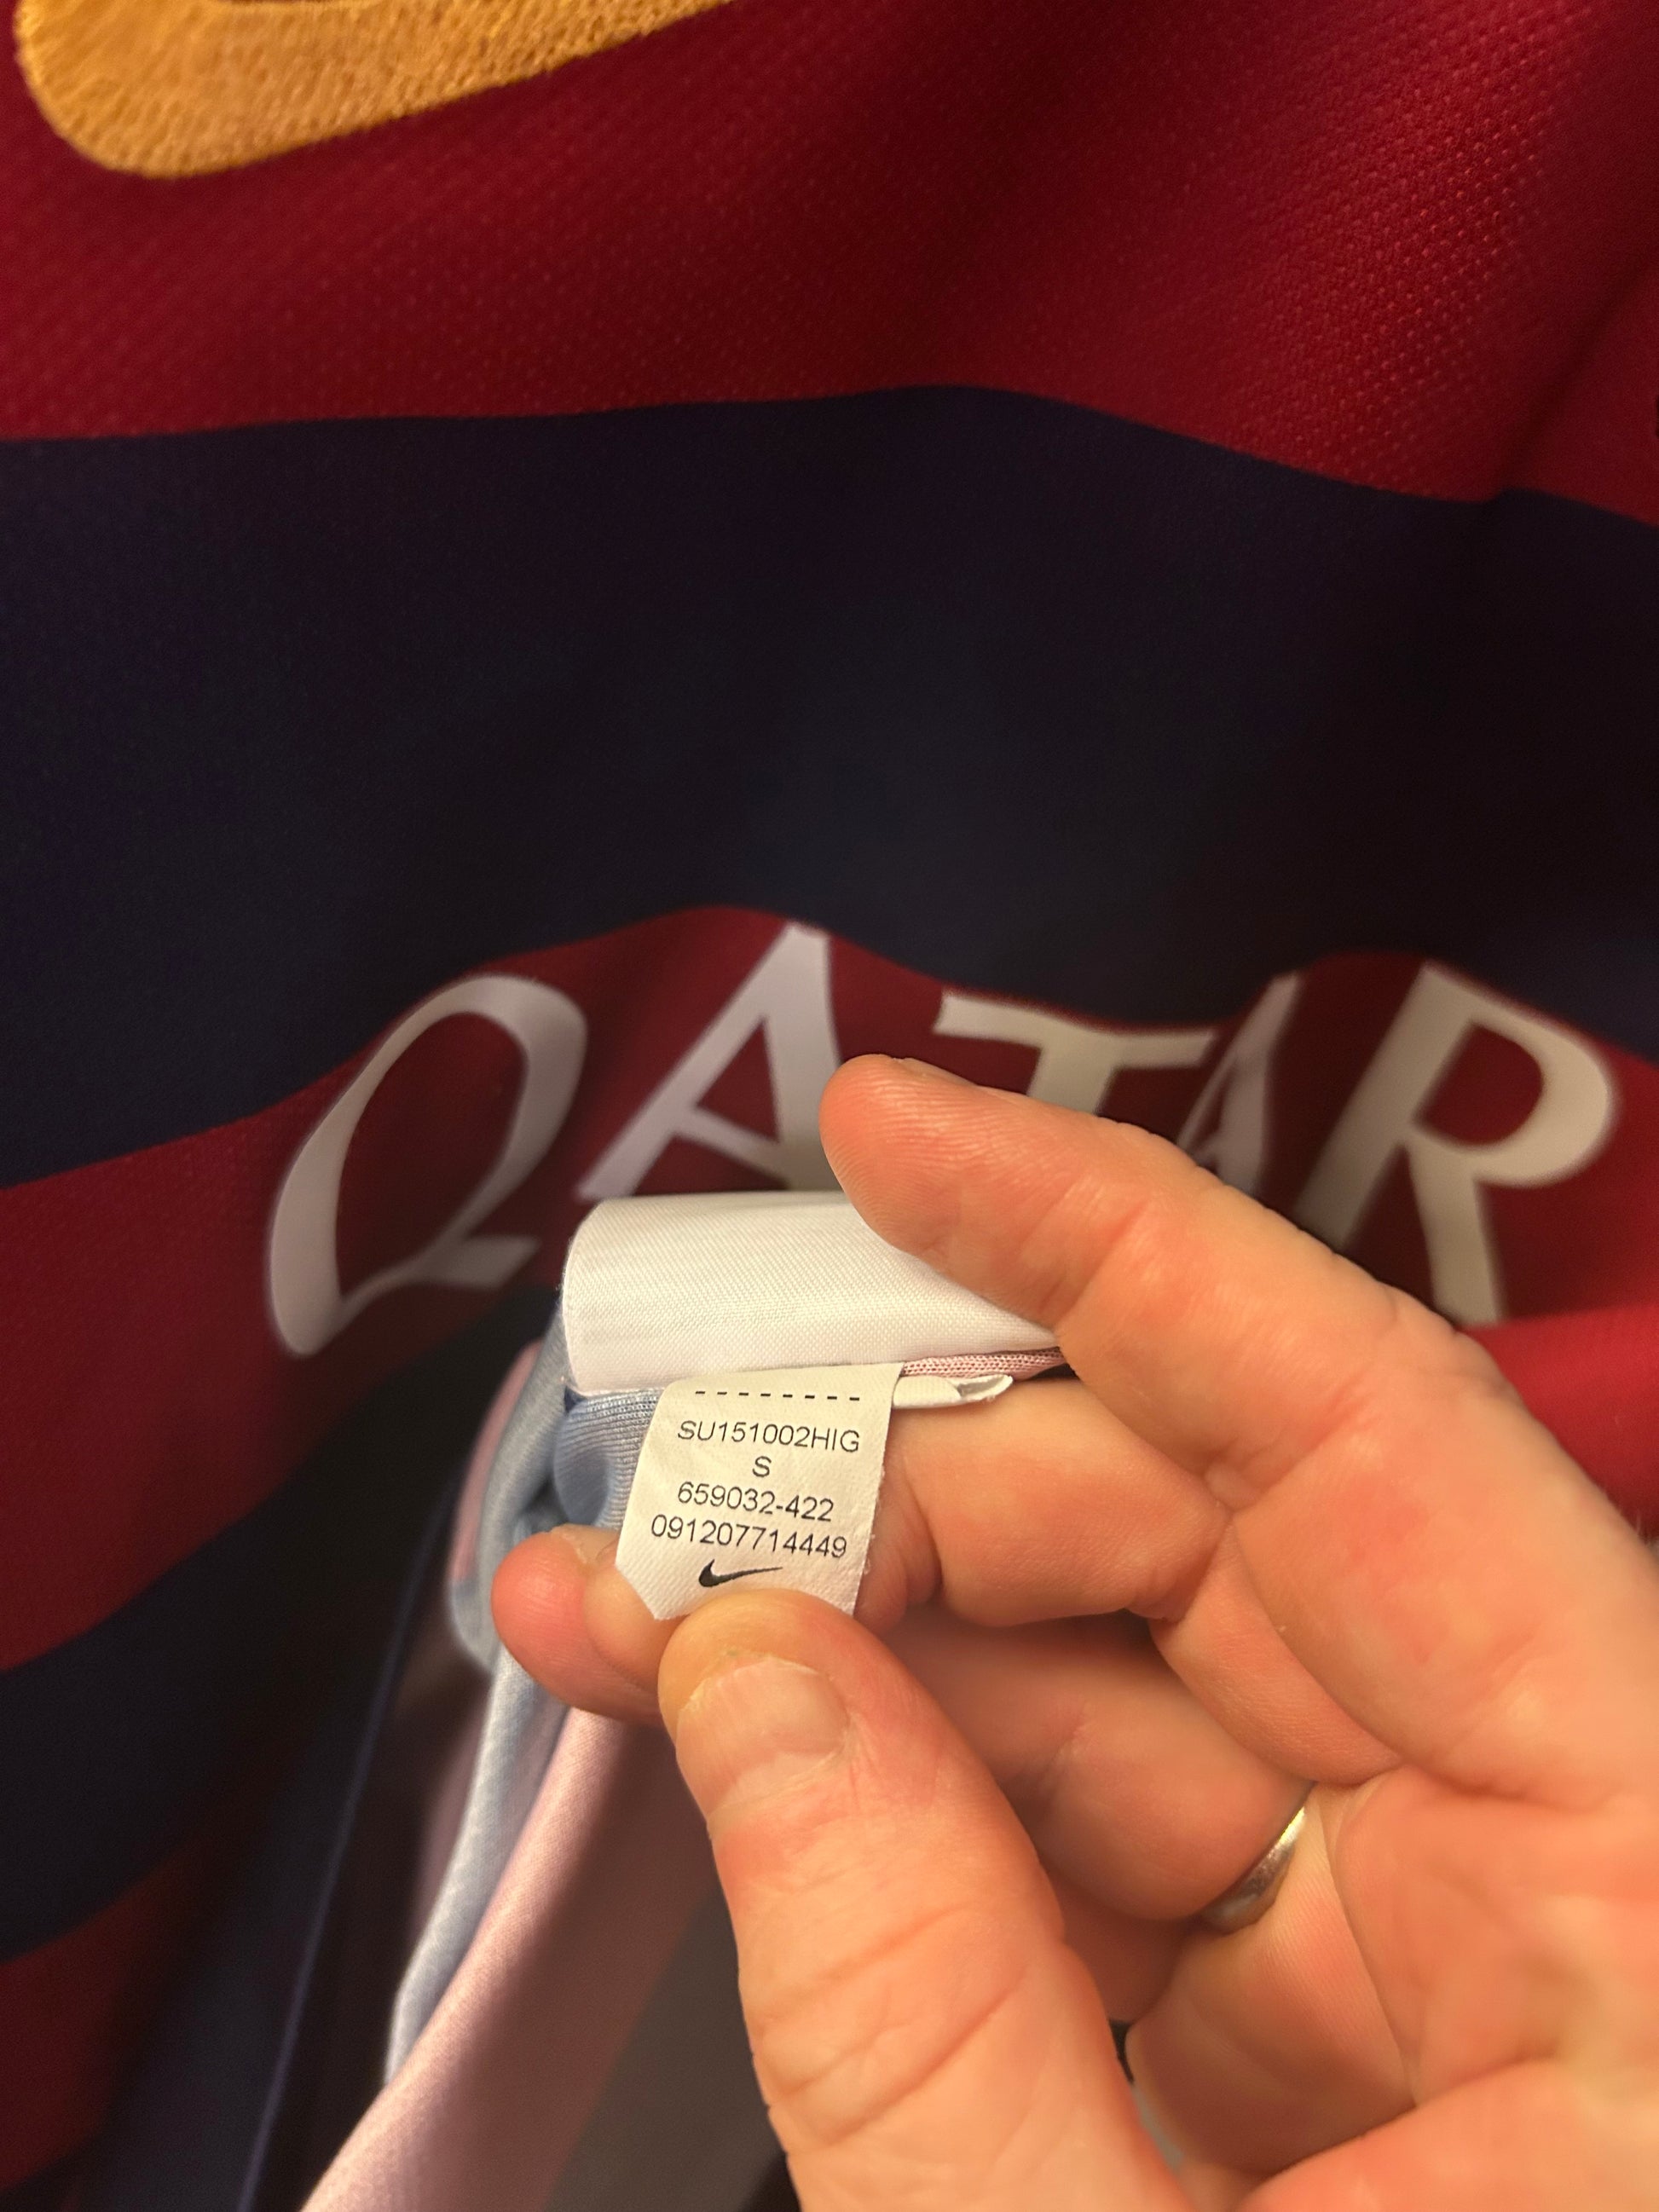 QATAR
--------
SU151002HIG
S
659032-422
091207714449